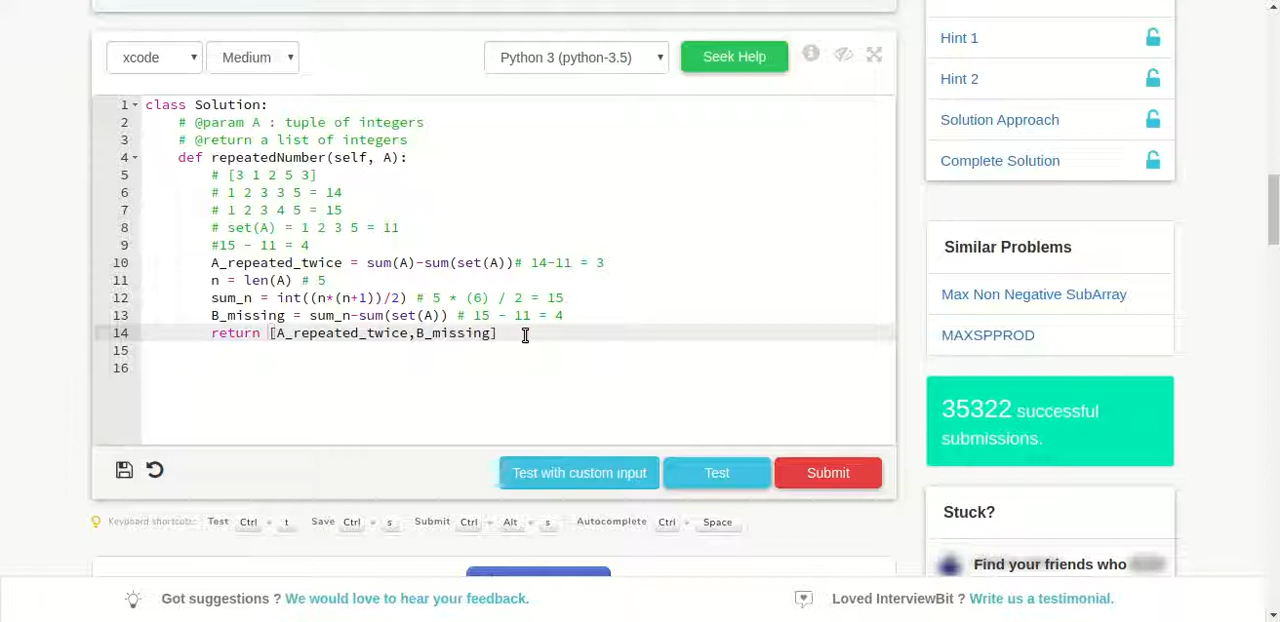 xcode Medium Python 3 (python-3.5) Seek Help
1 class Solution:
2 # @param A : tuple of integers
3 # @return a list of integers
4 def repeatedNumber(self, A):
5 # [3 1 2 5 3]
6 # 1 2 3 3 5 = 14
7 # 1 2 3 4 5 = 15
8 # set(A) = 1 2 3 5 = 11
9 #15 - 11 = 4
10 A_repeated_twice = sum(A)-sum(set(A))# 14-11 = 3
11 n = len(A) # 5
12 sum_n = int((n*(n+1))/2) # 5 * (6) / 2 = 15
13 B_missing = sum_n-sum(set(A)) # 15 - 11 = 4
14 return [A_repeated_twice,B_missing]
15
16
Test with custom input Test Submit
Keyboard shortcuts: Test Ctrl + t Save Ctrl + s Submit Ctrl + Alt + s Autocomplete Ctrl + Space
Hint 1
Hint 2
Solution Approach
Complete Solution
Similar Problems
Max Non Negative SubArray
MAXSPPROD
35322 successful
submissions.
Stuck?
Find your friends who
Got suggestions ? We would love to hear your feedback.
Loved InterviewBit ? Write us a testimonial.